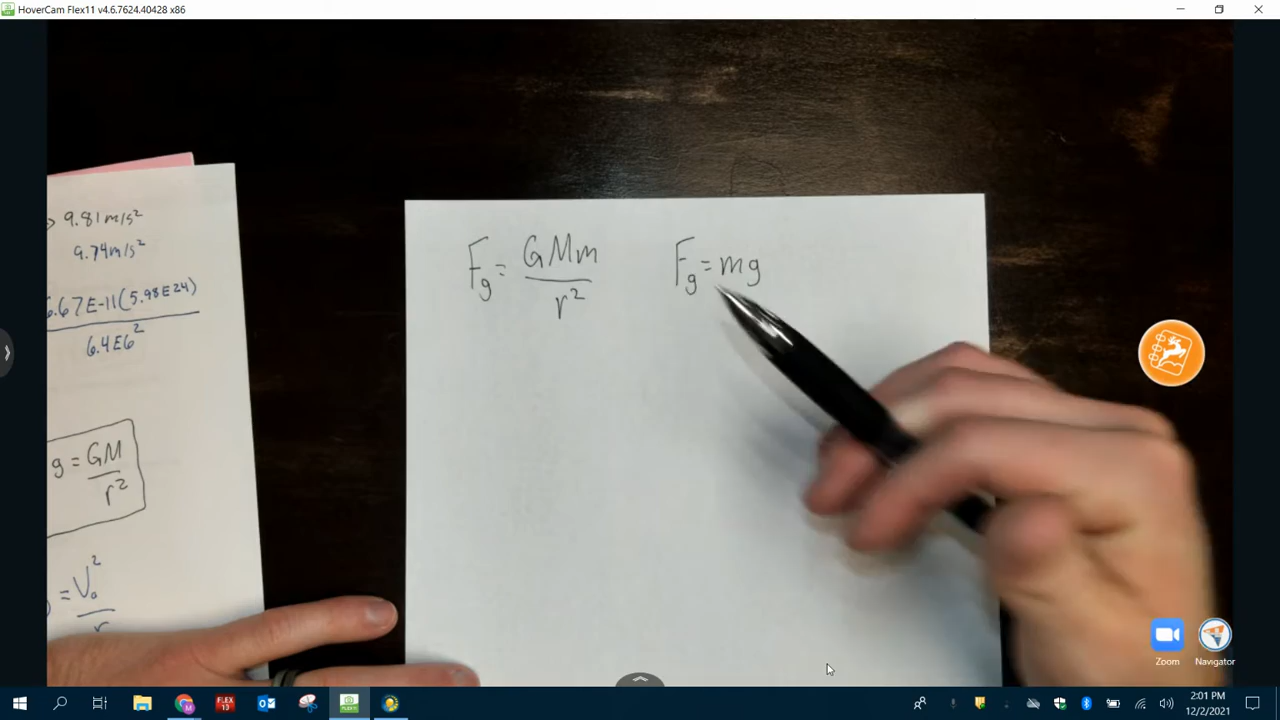 HoverCam Flex11 v4.6.7624.40428 x86
> 9.81 m/s²
9.74 m/s²
6.67E-11(5.98E24)
6.4E6²
g = GM
r²
= V₀²
r
Fg = GMm
r²
Fg = mg
Zoom
Navigator
FLEX
2:01 PM
12/2/2021